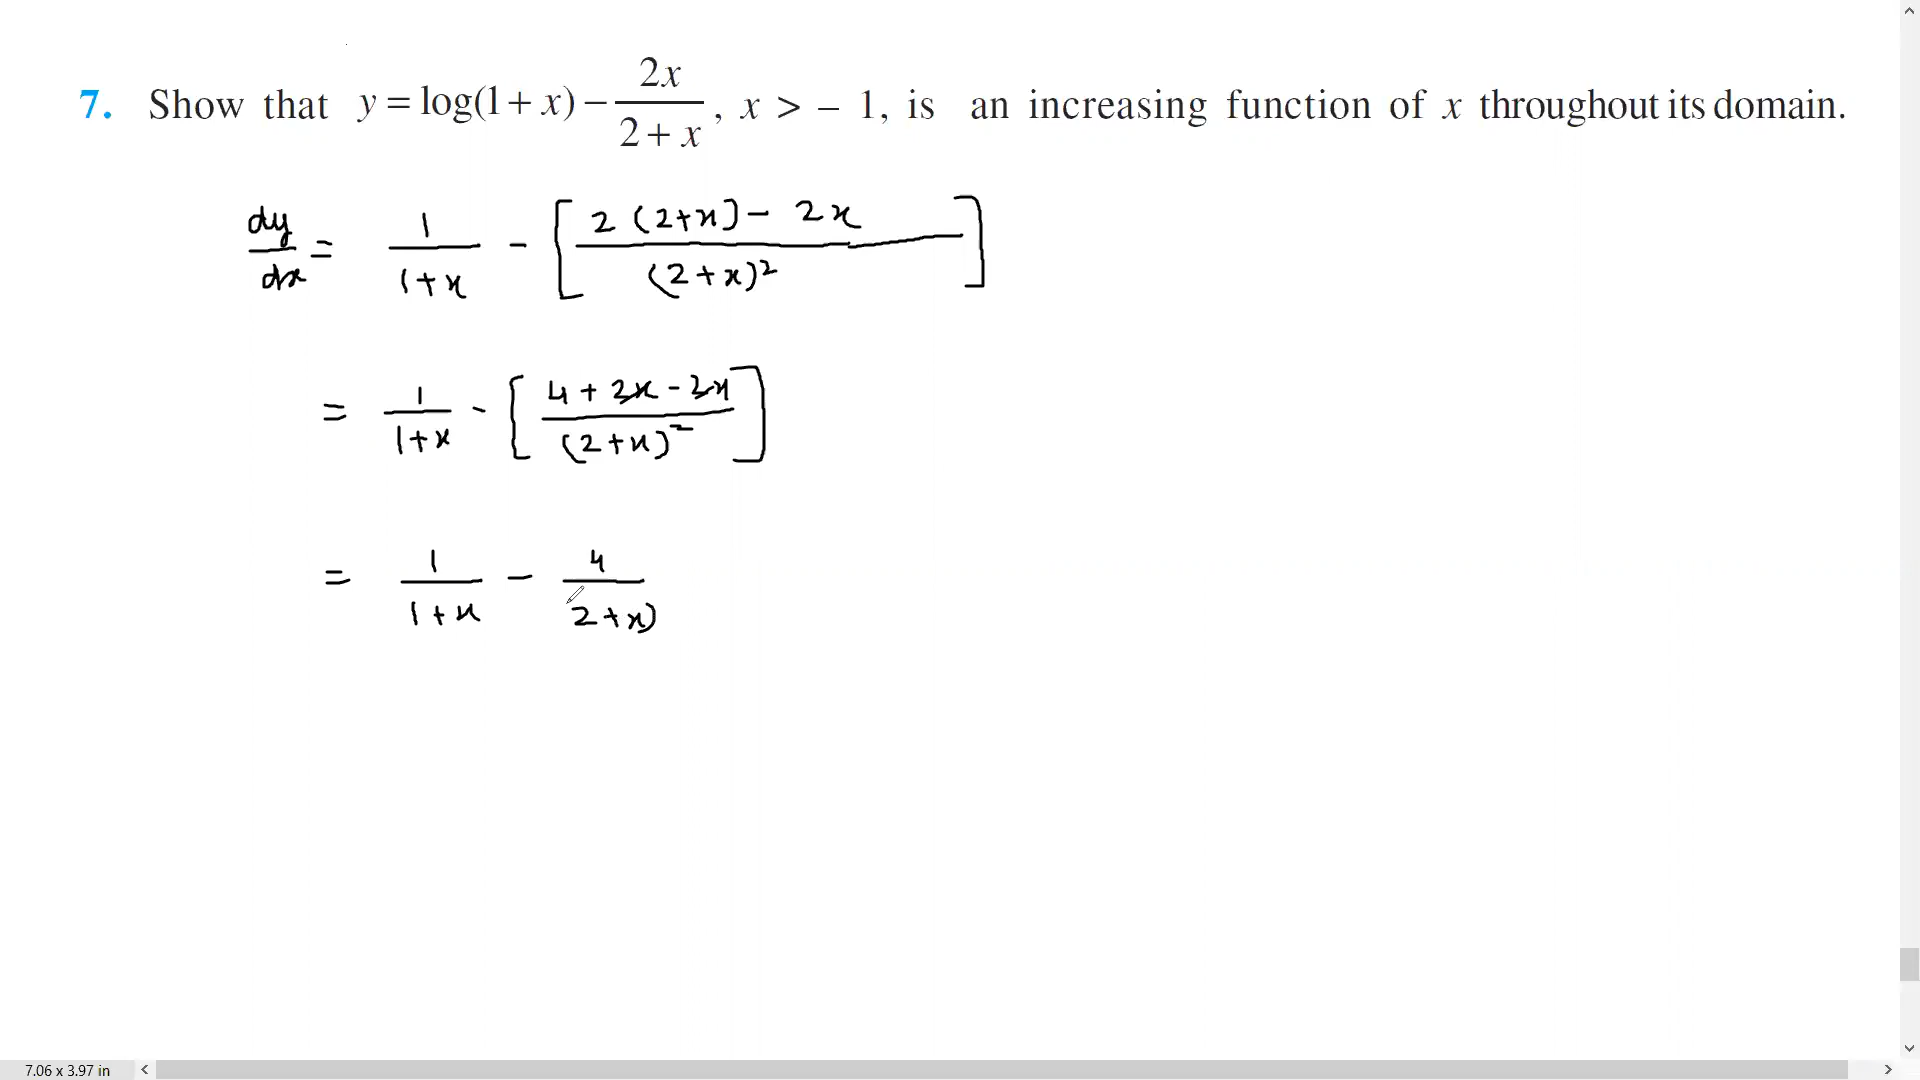 7. Show that y = log(1 + x) − 2x/(2 + x), x > − 1, is an increasing function of x throughout its domain.
dy/dx = 1/(1+x) − [(2(2+x) − 2x)/(2+x)²]
= 1/(1+x) − [(4+2x−2x)/(2+x)²]
= 1/(1+x) − 4/2+x)
7.06 x 3.97 in